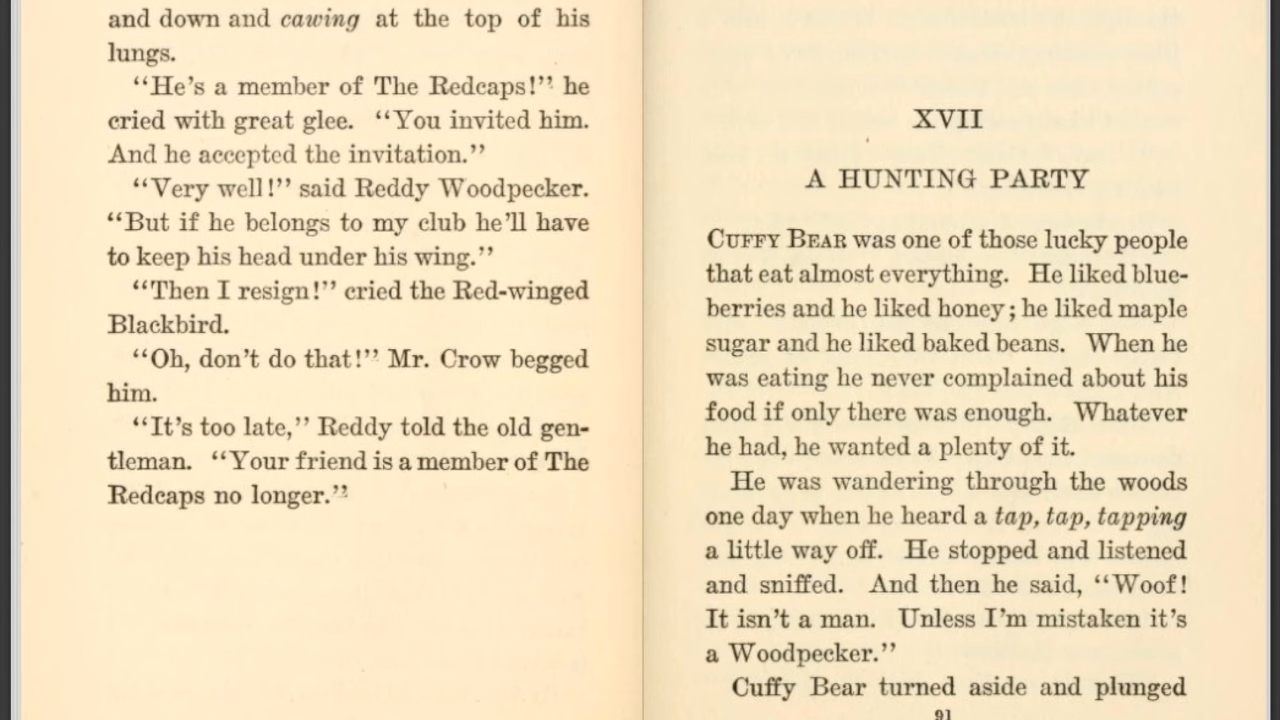 and down and cawing at the top of his
lungs.
“He’s a member of The Redcaps!” he
cried with great glee. “You invited him.
And he accepted the invitation.”
“Very well!” said Reddy Woodpecker.
“But if he belongs to my club he’ll have
to keep his head under his wing.”
“Then I resign!” cried the Red-winged
Blackbird.
“Oh, don’t do that!” Mr. Crow begged
him.
“It’s too late,” Reddy told the old gen-
tleman. “Your friend is a member of The
Redcaps no longer.”
XVII
A HUNTING PARTY
CUFFY BEAR was one of those lucky people
that eat almost everything. He liked blue-
berries and he liked honey; he liked maple
sugar and he liked baked beans. When he
was eating he never complained about his
food if only there was enough. Whatever
he had, he wanted a plenty of it.
He was wandering through the woods
one day when he heard a tap, tap, tapping
a little way off. He stopped and listened
and sniffed. And then he said, “Woof!
It isn’t a man. Unless I’m mistaken it’s
a Woodpecker.”
Cuffy Bear turned aside and plunged
91